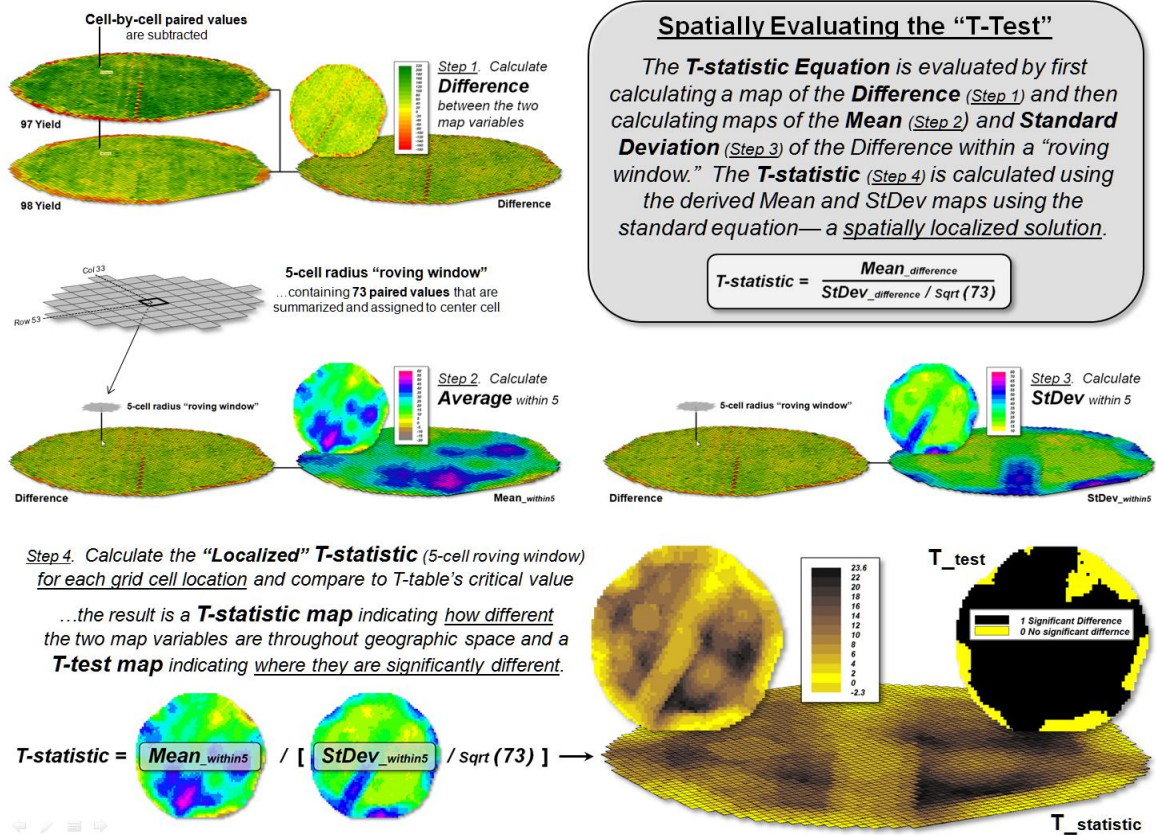 Cell-by-cell paired values
are subtracted
97 Yield
98 Yield
Step 1. Calculate
Difference
between the two
map variables
Difference
Spatially Evaluating the “T-Test”
The T-statistic Equation is evaluated by first
calculating a map of the Difference (Step 1) and then
calculating maps of the Mean (Step 2) and Standard
Deviation (Step 3) of the Difference within a “roving
window.” The T-statistic (Step 4) is calculated using
the derived Mean and StDev maps using the
standard equation— a spatially localized solution.
T-statistic = Mean_difference
StDev_difference / Sqrt (73)
Col 33
Row 53
5-cell radius “roving window”
…containing 73 paired values that are
summarized and assigned to center cell
5-cell radius “roving window”
Difference
Step 2. Calculate
Average within 5
Mean_within5
5-cell radius “roving window”
Difference
Step 3. Calculate
StDev within 5
StDev_within5
Step 4. Calculate the “Localized” T-statistic (5-cell roving window)
for each grid cell location and compare to T-table’s critical value
…the result is a T-statistic map indicating how different
the two map variables are throughout geographic space and a
T-test map indicating where they are significantly different.
T-statistic = Mean_within5 / [ StDev_within5 / Sqrt (73) ]
23.6
22
20
18
16
14
12
10
8
6
4
2
0
-2.3
T_test
1 Significant Difference
0 No significant differnce
T_statistic